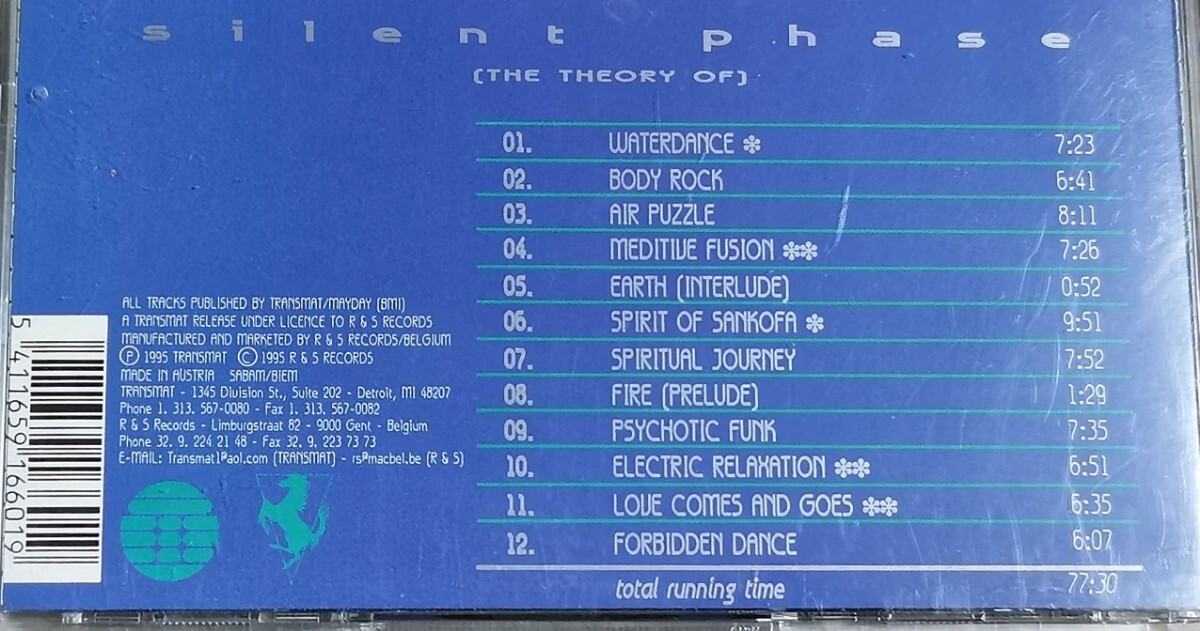 silent phase
(THE THEORY OF)
01. WATERDANCE ✻ 7:23
02. BODY ROCK 6:41
03. AIR PUZZLE 8:11
04. MEDITIVE FUSION ✻✻ 7:26
05. EARTH (INTERLUDE) 0:52
06. SPIRIT OF SANKOFA ✻ 9:51
07. SPIRITUAL JOURNEY 7:52
08. FIRE (PRELUDE) 1:29
09. PSYCHOTIC FUNK 7:35
10. ELECTRIC RELAXATION ✻✻ 6:51
11. LOVE COMES AND GOES ✻✻ 6:35
12. FORBIDDEN DANCE 6:07
total running time 77:30
ALL TRACKS PUBLISHED BY TRANSMAT/MAYDAY (BMI)
A TRANSMAT RELEASE UNDER LICENCE TO R & S RECORDS
MANUFACTURED AND MARKETED BY R & S RECORDS/BELGIUM
Ⓟ 1995 TRANSMAT © 1995 R & S RECORDS
MADE IN AUSTRIA SABAM/BIEM
TRANSMAT - 1345 Division St., Suite 202 - Detroit, MI 48207
Phone 1. 313. 567-0080 - Fax 1. 313. 567-0082
R & S Records - Limburgstraat 82 - 9000 Gent - Belgium
Phone 32. 9. 224 21 48 - Fax 32. 9. 223 73 73
E-MAIL: Transmat1@aol.com (TRANSMAT) - rs@macbel.be (R & S)
5 411659 166019